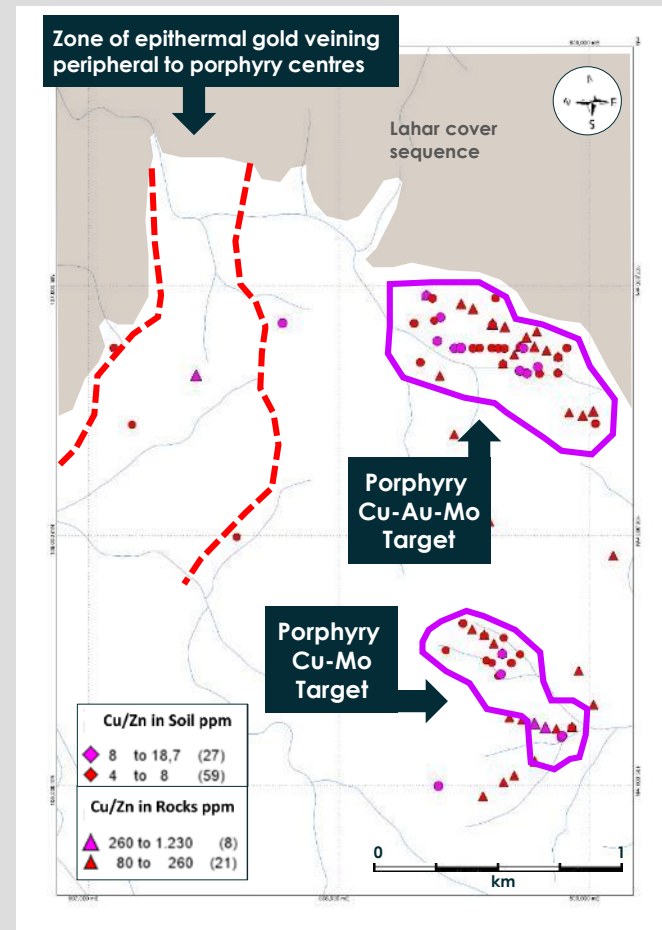 Zone of epithermal gold veining
peripheral to porphyry centres
Lahar cover
sequence
N
E
S
Porphyry
Cu-Au-Mo
Target
Porphyry
Cu-Mo
Target
Cu/Zn in Soil ppm
8 to 18,7 (27)
4 to 8 (59)
Cu/Zn in Rocks ppm
260 to 1.230 (8)
80 to 260 (21)
0 1
km